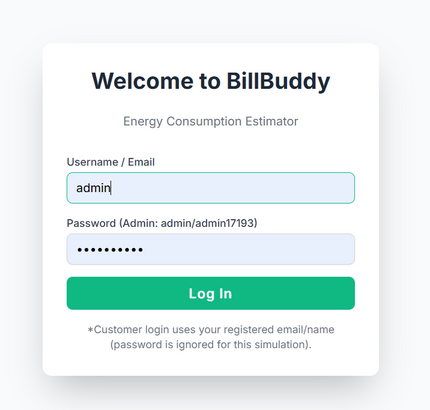 Welcome to BillBuddy
Energy Consumption Estimator
Username / Email
admin
Password (Admin: admin/admin17193)
••••••••••
Log In
*Customer login uses your registered email/name
(password is ignored for this simulation).